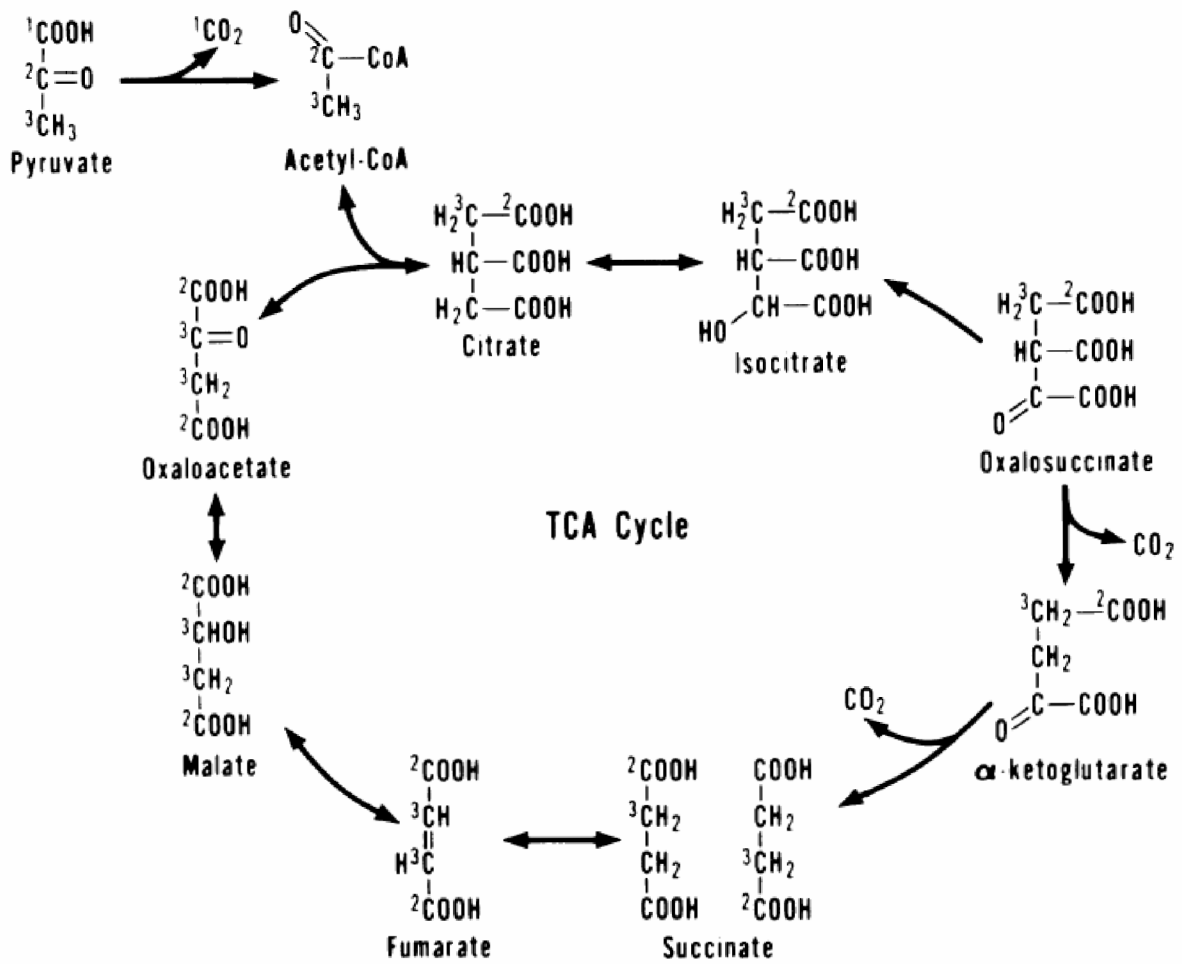 ¹COOH
²C=O
³CH₃
Pyruvate
¹CO₂
O
²C—CoA
³CH₃
Acetyl-CoA
H₂³C—²COOH
HC—COOH
H₂C—COOH
Citrate
H₂³C—²COOH
HC—COOH
HO CH—COOH
Isocitrate
H₂³C—²COOH
HC—COOH
O C—COOH
Oxalosuccinate
CO₂
³CH₂—²COOH
CH₂
O C—COOH
α-ketoglutarate
CO₂
²COOH
³CH₂
CH₂
COOH
COOH
CH₂
³CH₂
²COOH
Succinate
²COOH
³CH
H³C
²COOH
Fumarate
²COOH
³CHOH
³CH₂
²COOH
Malate
²COOH
³C=O
³CH₂
²COOH
Oxaloacetate
TCA Cycle